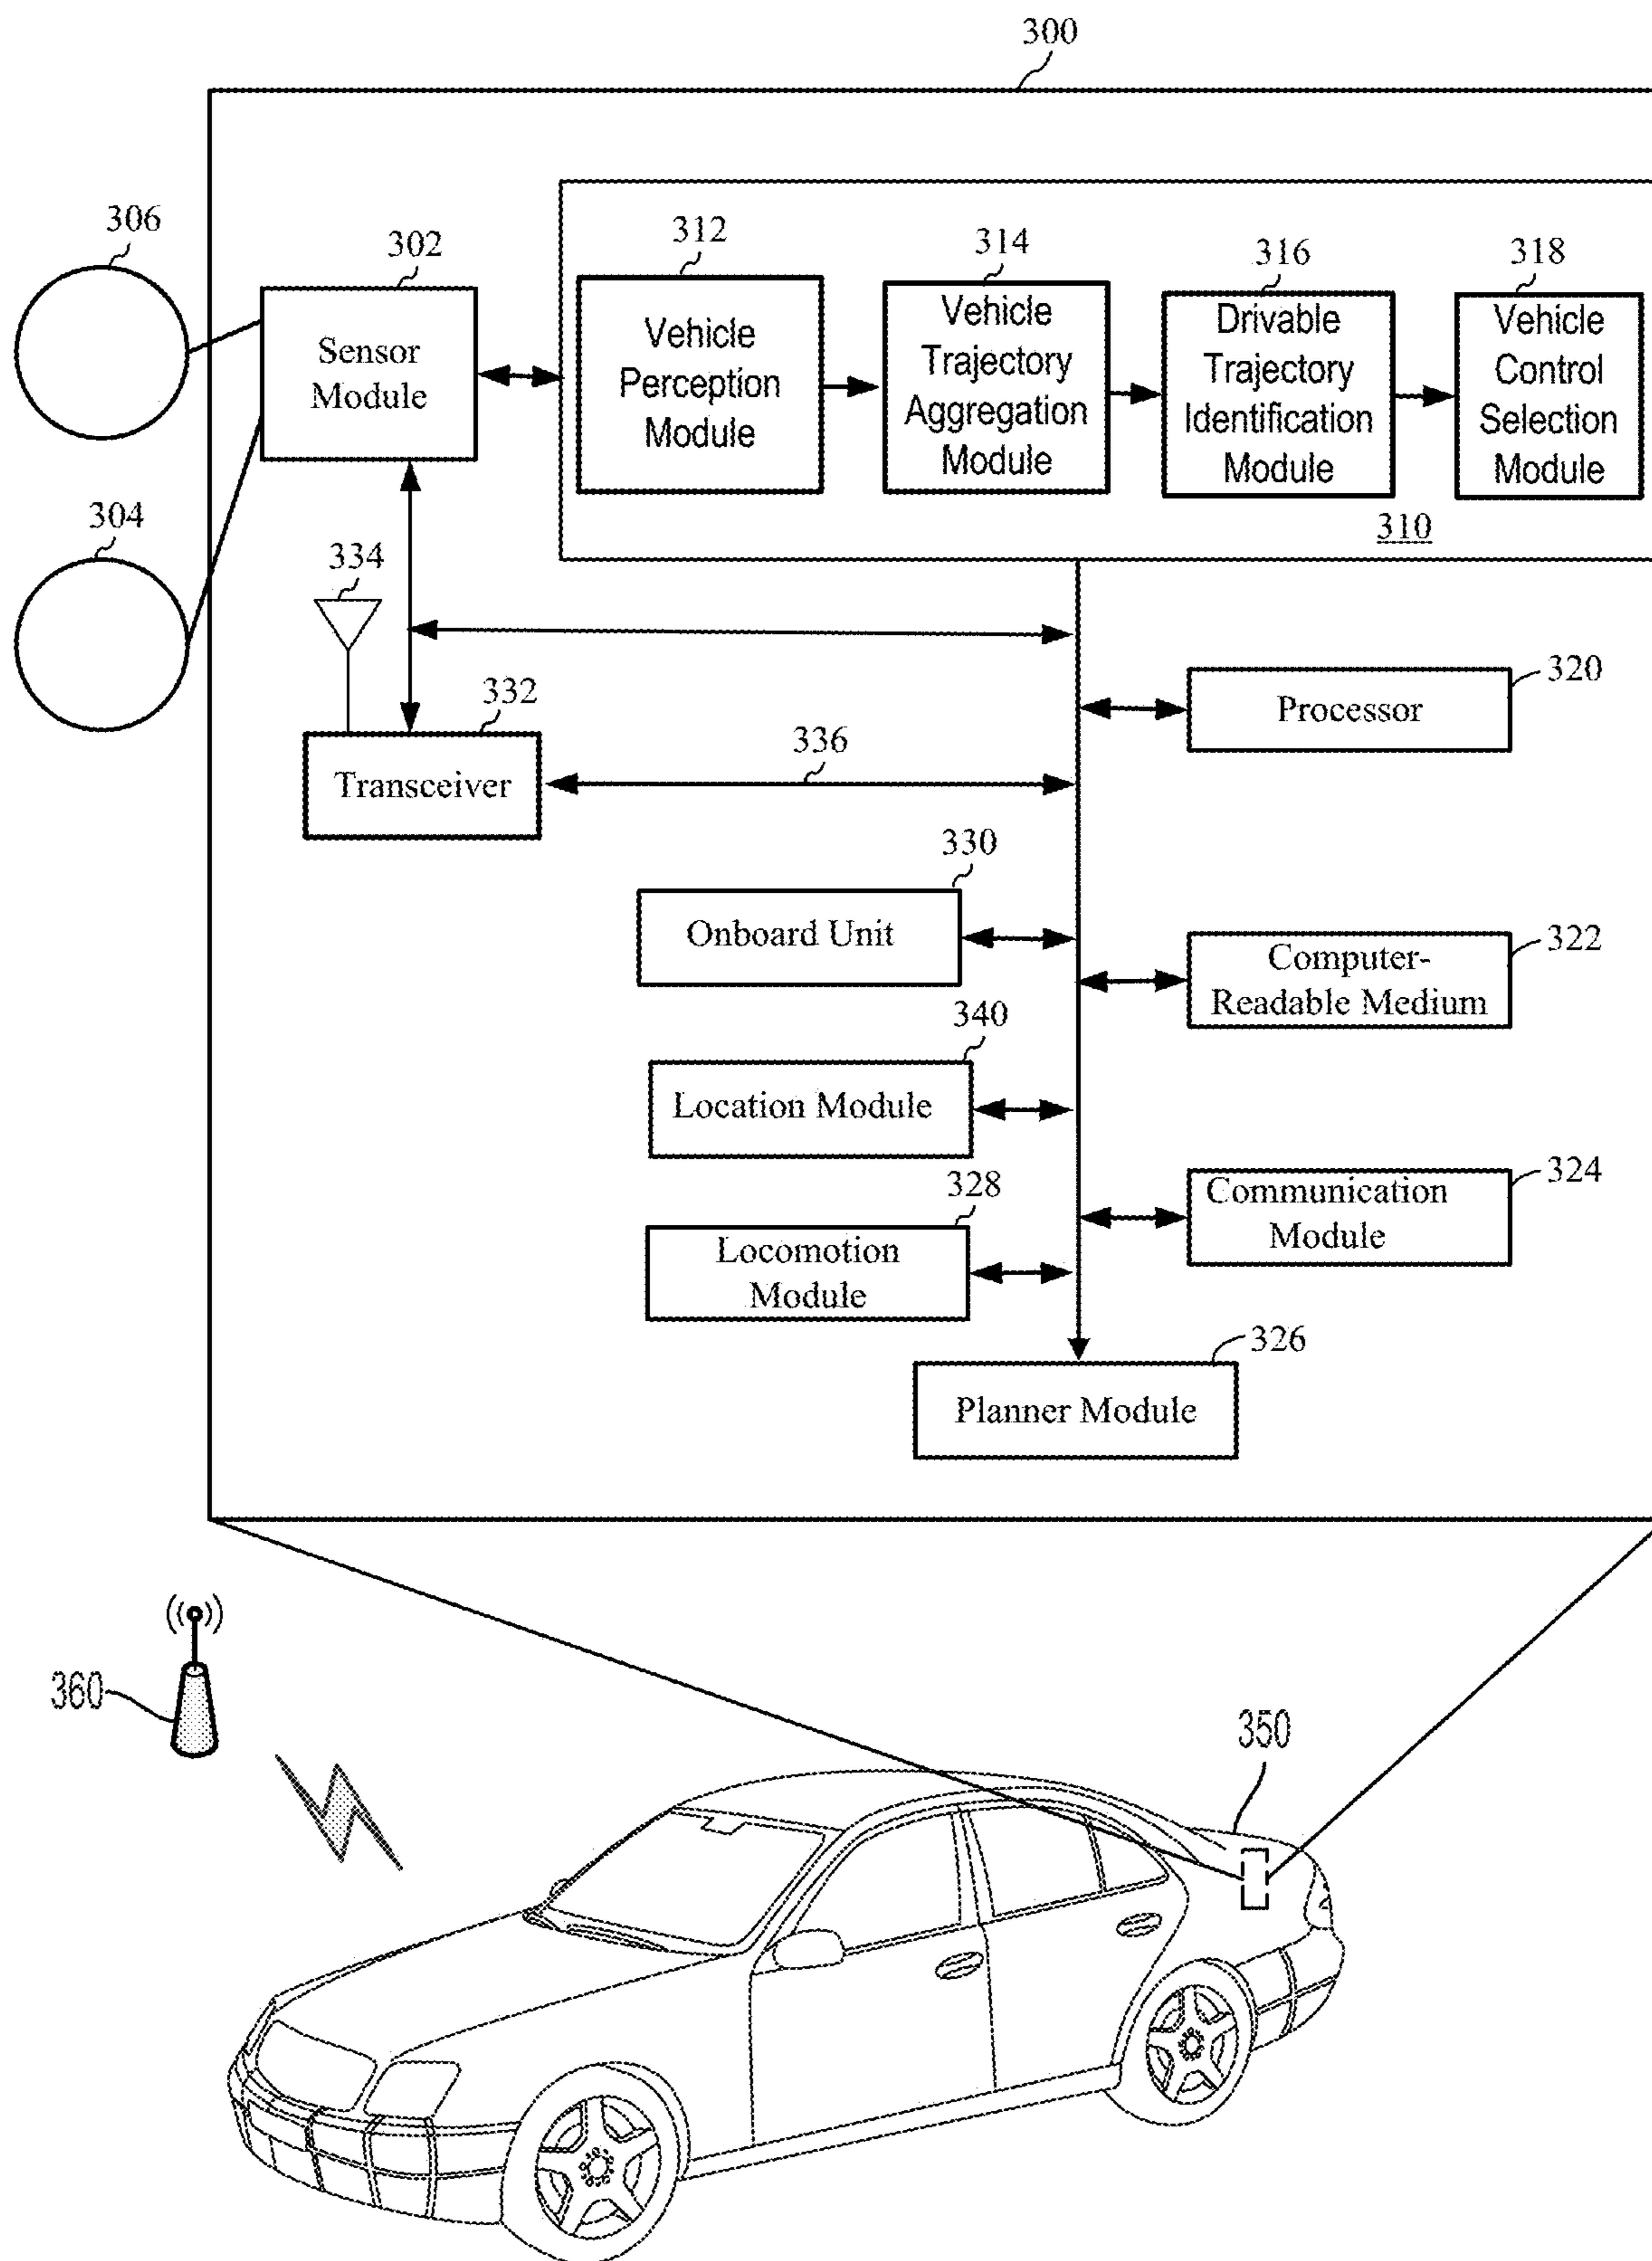 300
306
302
312
314
316
318
Sensor
Module
Vehicle
Perception
Module
Vehicle
Trajectory
Aggregation
Module
Drivable
Trajectory
Identification
Module
Vehicle
Control
Selection
Module
310
304
334
332
336
Transceiver
320
Processor
330
Onboard Unit
322
Computer-
Readable Medium
340
Location Module
324
Communication
Module
328
Locomotion
Module
326
Planner Module
360
350